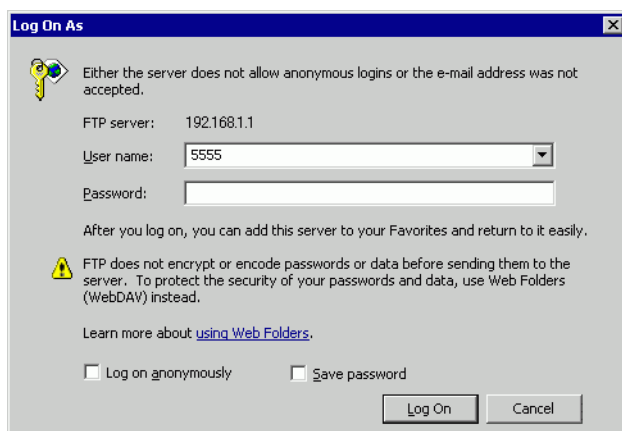 Log On As
Either the server does not allow anonymous logins or the e-mail address was not
accepted.
FTP server: 192.168.1.1
User name: 5555
Password:
After you log on, you can add this server to your Favorites and return to it easily.
FTP does not encrypt or encode passwords or data before sending them to the
server. To protect the security of your passwords and data, use Web Folders
(WebDAV) instead.
Learn more about using Web Folders.
Log on anonymously Save password
Log On Cancel